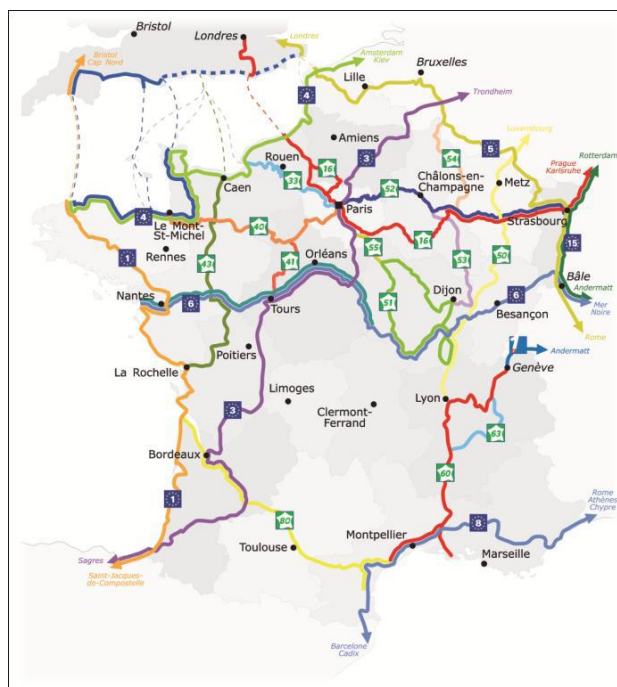 Bristol
Londres
Londres
Bristol
Cap Nord
Amsterdam
Kiev
Bruxelles
Lille
Trondheim
4
Amiens
3
Luxembourg
5
54
Rouen
16
33
Caen
Châlons-en-
Champagne
Metz
Prague
Karlsruhe
Rotterdam
52
Paris
Strasbourg
4
Le Mont-
St-Michel
40
16
15
1
Rennes
43
41
Orléans
55
53
50
Bâle
Andermatt
Mer
Noire
Nantes
6
Tours
51
Dijon
6
Besançon
Rome
Poitiers
Andermatt
La Rochelle
Genève
Limoges
Clermont-
Ferrand
Lyon
3
63
Bordeaux
60
1
80
Toulouse
Montpellier
8
Rome
Athènes
Chypre
Marseille
Sagres
Saint-Jacques-
de-Compostelle
Barcelone
Cadix